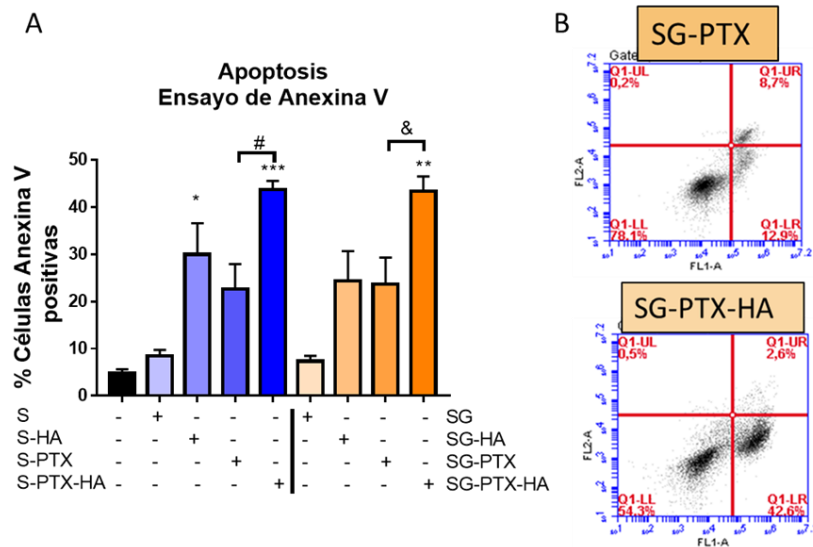 A
Apoptosis
Ensayo de Anexina V
% Células Anexina V
positivas
50
40
30
20
10
0
*
#
***
&
**
S - + - - - + - - - SG
S-HA - - + - - - + - - SG-HA
S-PTX - - - + - - - + - SG-PTX
S-PTX-HA - - - - + - - - + SG-PTX-HA
B
SG-PTX
Q1-UL
0,2%
Q1-UR
8,7%
Q1-LL
78,1%
Q1-LR
12,9%
FL2-A
FL1-A
SG-PTX-HA
Q1-UL
0,5%
Q1-UR
2,6%
Q1-LL
54,3%
Q1-LR
42,6%
FL2-A
FL1-A